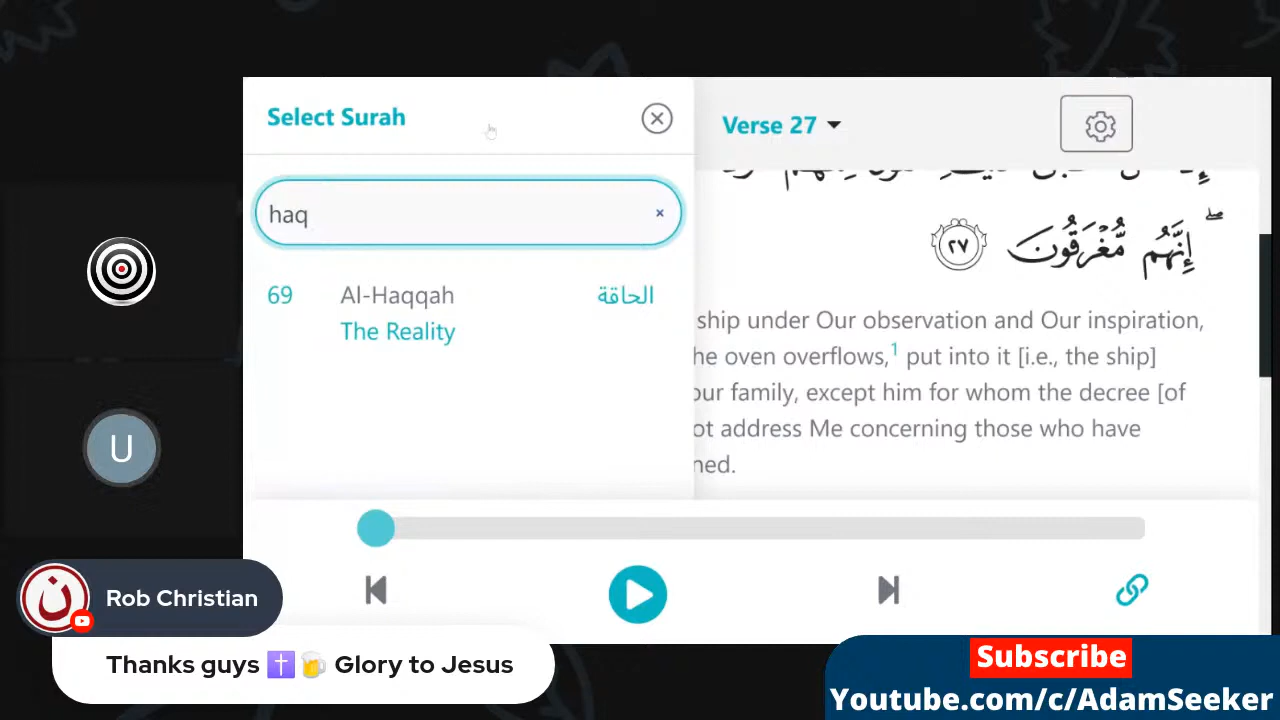 Select Surah
haq
69 Al-Haqqah الحاقة
The Reality
Verse 27
إِنَّهُم مُّغْرَقُونَ ٢٧
ship under Our observation and Our inspiration,
he oven overflows,1 put into it [i.e., the ship]
our family, except him for whom the decree [of
ot address Me concerning those who have
ned.
U
ن
Rob Christian
Thanks guys ✝️🍺 Glory to Jesus
Subscribe
Youtube.com/c/AdamSeeker